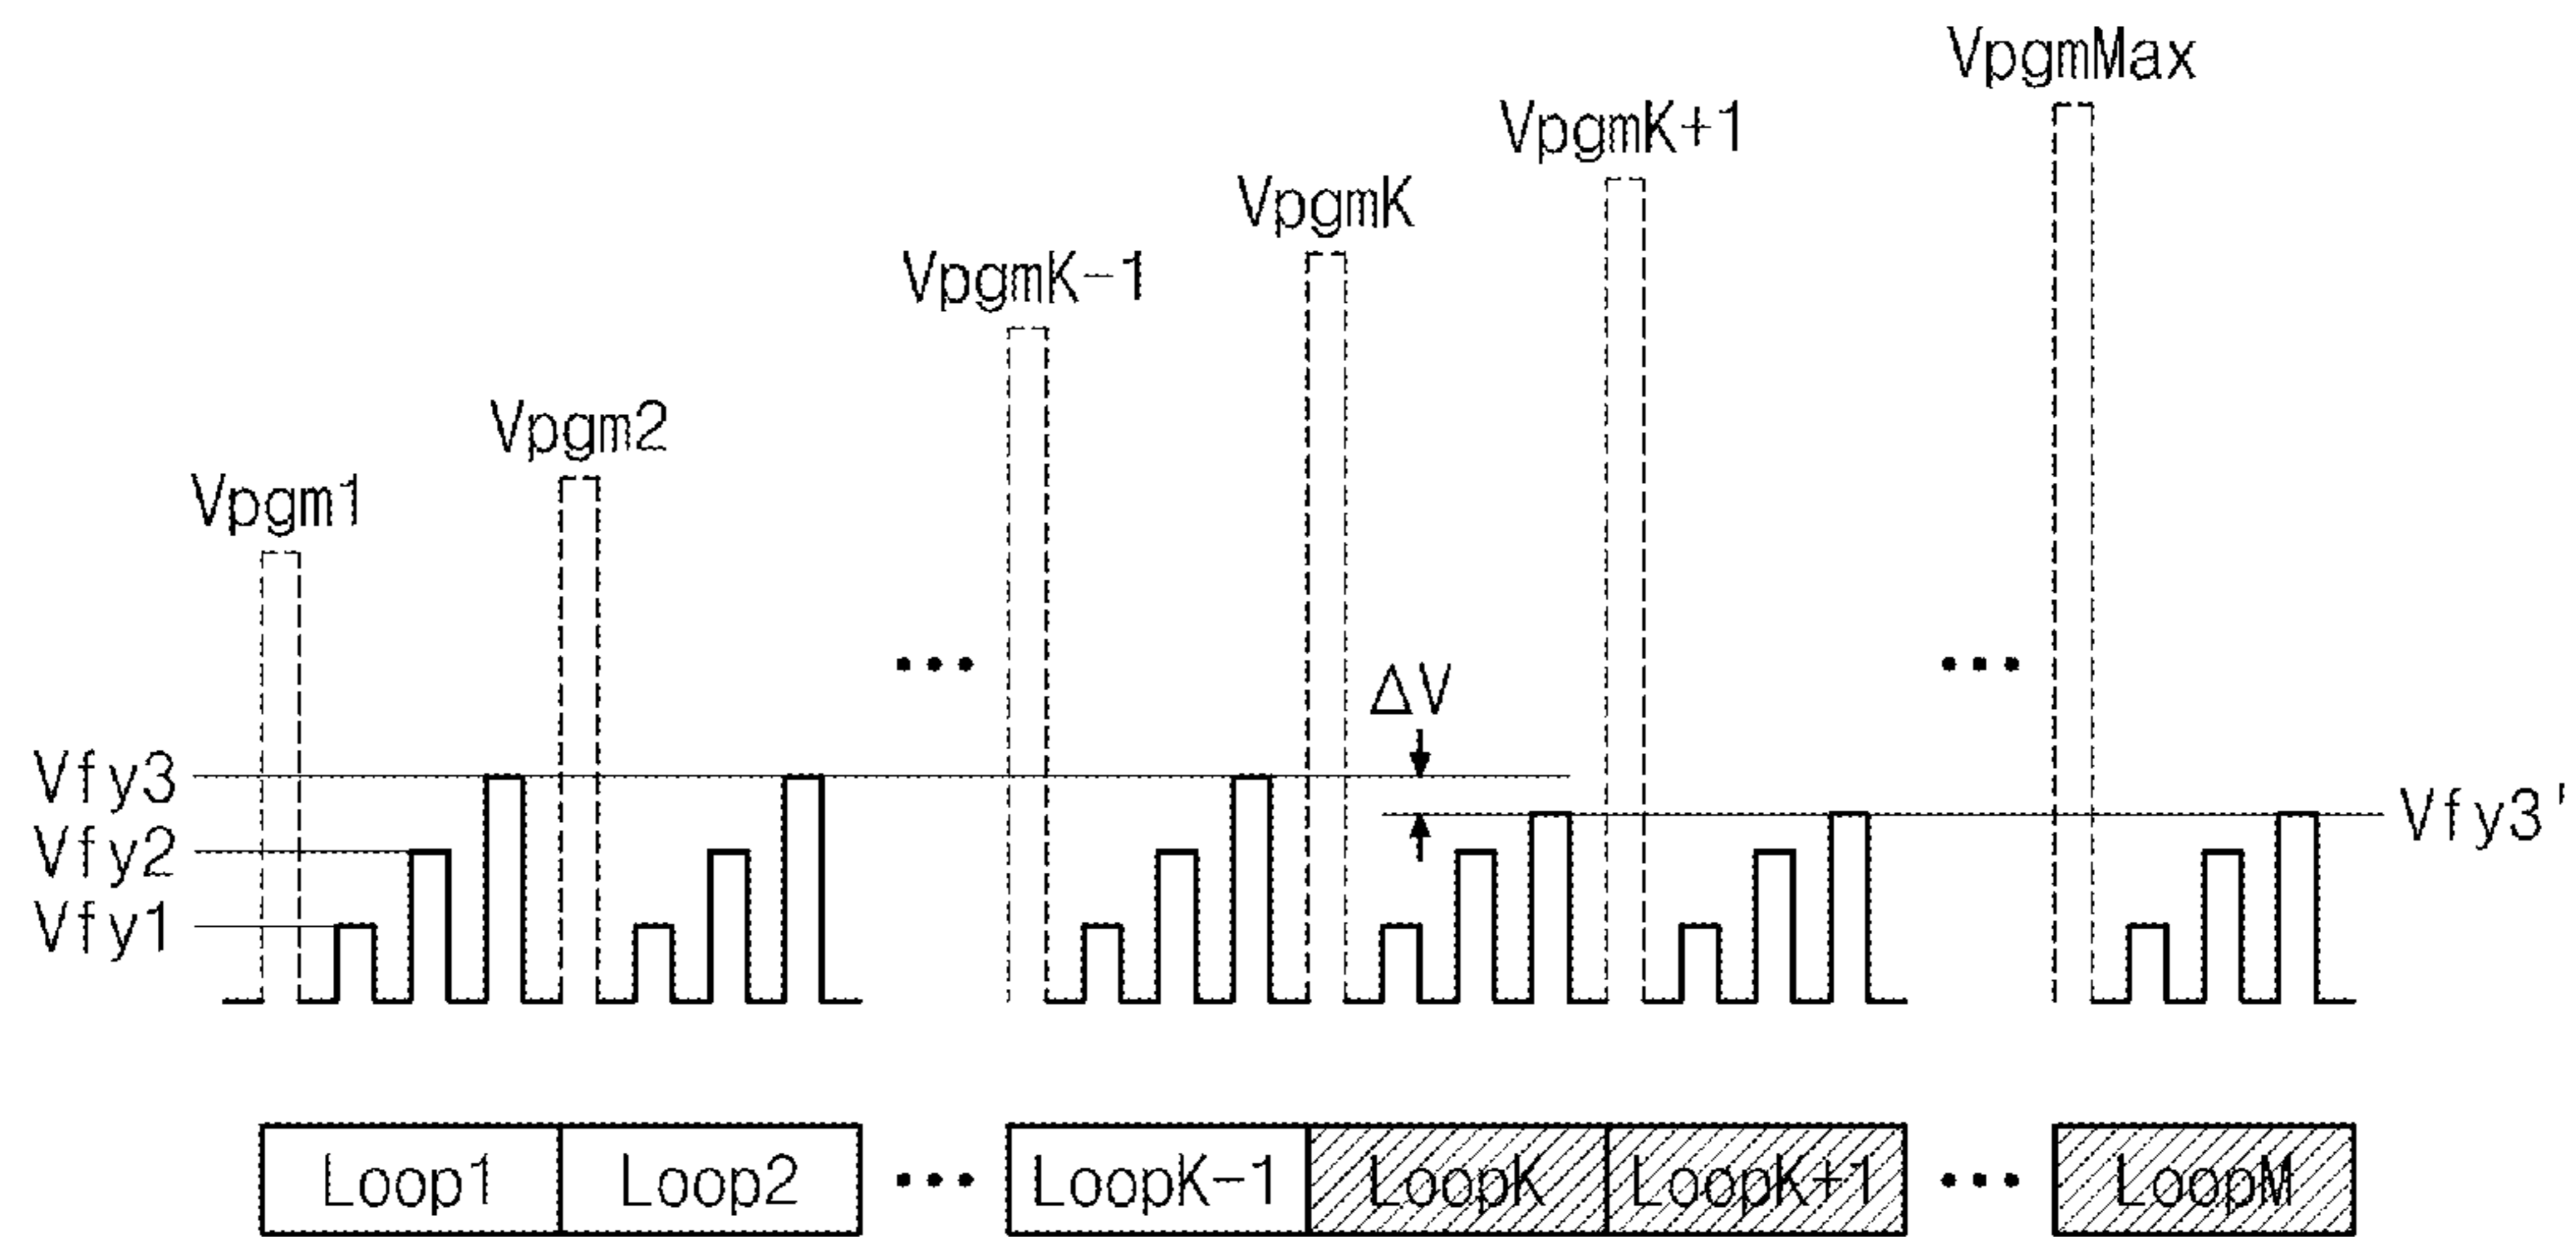 VpgmMax
VpgmK+1
VpgmK
VpgmK-1
Vpgm2
Vpgm1
ΔV
Vfy3
Vfy3'
Vfy2
Vfy1
Loop1 Loop2 ••• LoopK-1 LoopK LoopK+1 ••• LoopM